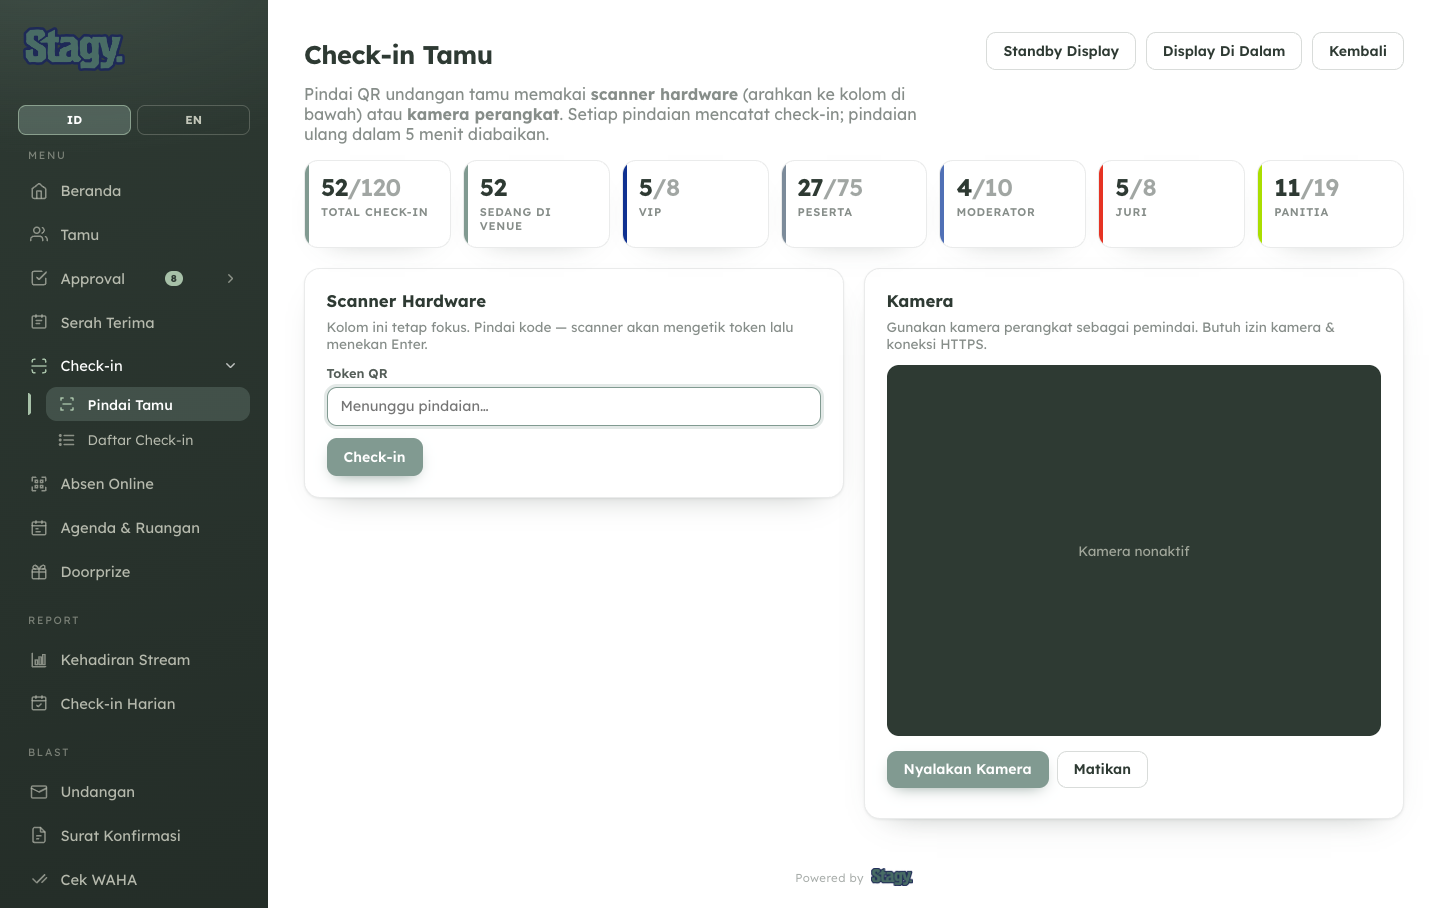 Stagy.
ID
EN
MENU
Beranda
Tamu
Approval
8
Serah Terima
Check-in
Pindai Tamu
Daftar Check-in
Absen Online
Agenda & Ruangan
Doorprize
REPORT
Kehadiran Stream
Check-in Harian
BLAST
Undangan
Surat Konfirmasi
Cek WAHA
Check-in Tamu
Standby Display
Display Di Dalam
Kembali
Pindai QR undangan tamu memakai scanner hardware (arahkan ke kolom di
bawah) atau kamera perangkat. Setiap pindaian mencatat check-in; pindaian
ulang dalam 5 menit diabaikan.
52/120
TOTAL CHECK-IN
52
SEDANG DI
VENUE
5/8
VIP
27/75
PESERTA
4/10
MODERATOR
5/8
JURI
11/19
PANITIA
Scanner Hardware
Kolom ini tetap fokus. Pindai kode — scanner akan mengetik token lalu
menekan Enter.
Token QR
Menunggu pindaian...
Check-in
Kamera
Gunakan kamera perangkat sebagai pemindai. Butuh izin kamera &
koneksi HTTPS.
Kamera nonaktif
Nyalakan Kamera
Matikan
Powered by Stagy.